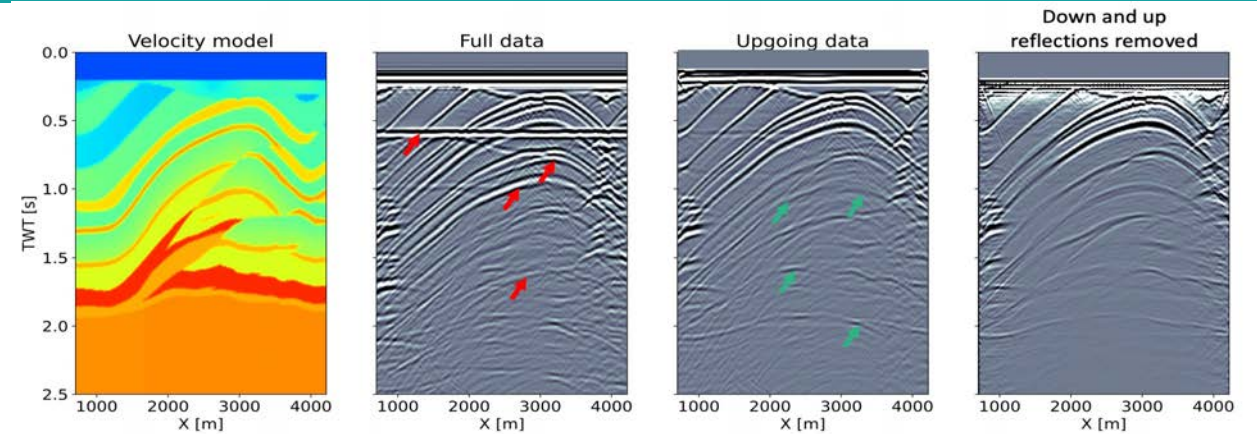 Velocity model
Full data
Upgoing data
Down and up
reflections removed
TWT [s]
0.0
0.5
1.0
1.5
2.0
2.5
1000 2000 3000 4000
X [m]
1000 2000 3000 4000
X [m]
1000 2000 3000 4000
X [m]
1000 2000 3000 4000
X [m]